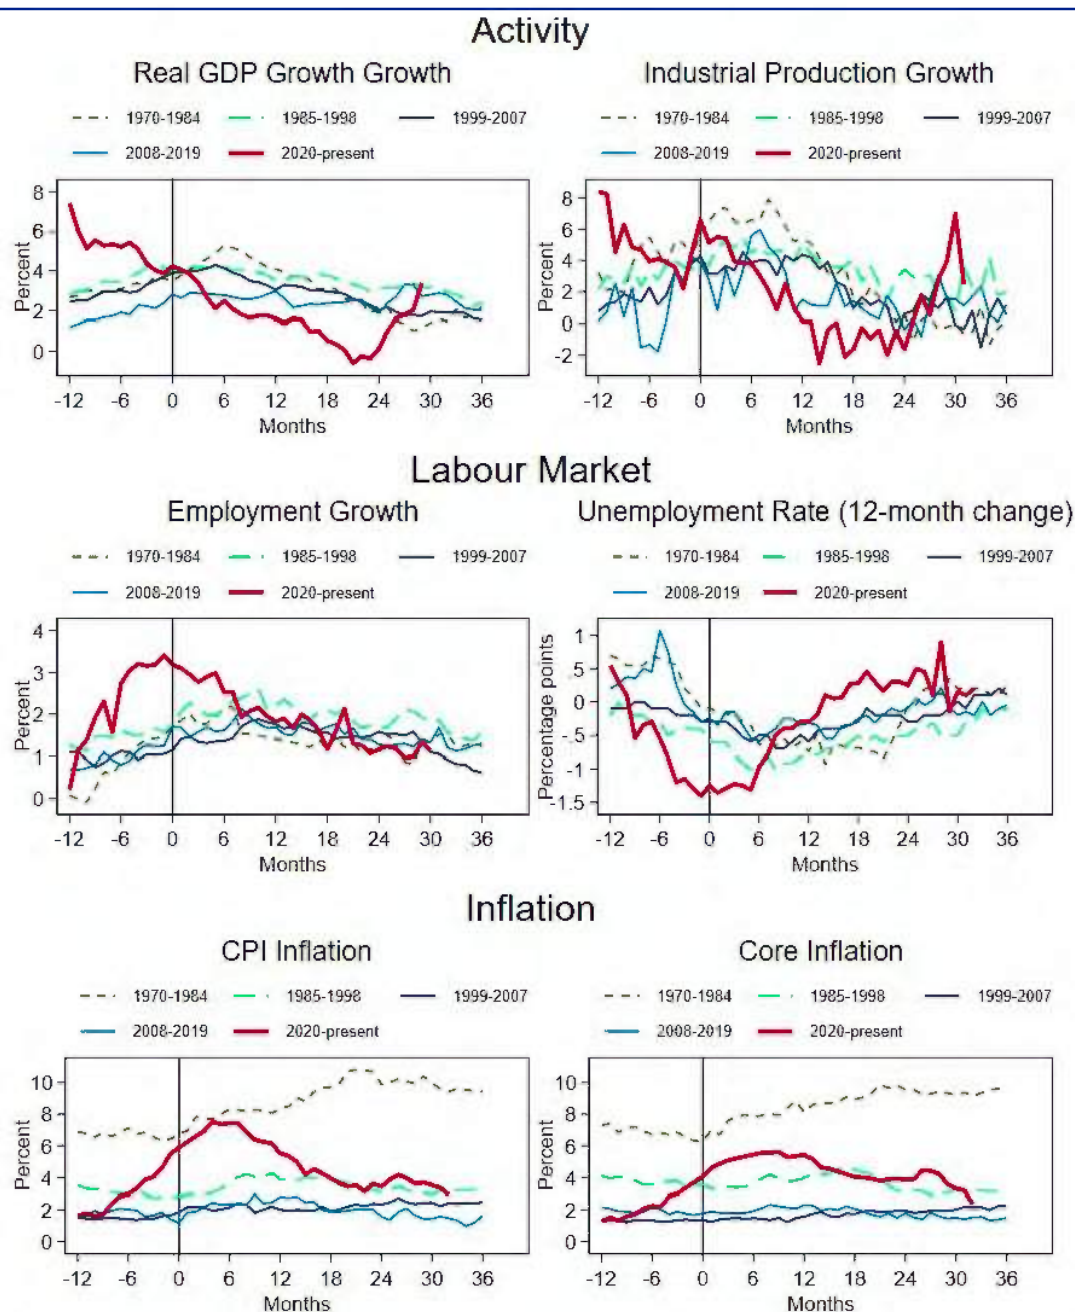 Activity
Real GDP Growth Growth
1970-1984 1985-1998 1999-2007
2008-2019 2020-present
8
6
4
2
0
Percent
-12 -6 0 6 12 18 24 30 36
Months
Industrial Production Growth
1970-1984 1985-1998 1999-2007
2008-2019 2020-present
8
6
4
2
0
-2
Percent
-12 -6 0 6 12 18 24 30 36
Months
Labour Market
Employment Growth
1970-1984 1985-1998 1999-2007
2008-2019 2020-present
4
3
2
1
0
Percent
-12 -6 0 6 12 18 24 30 36
Months
Unemployment Rate (12-month change)
1970-1984 1985-1998 1999-2007
2008-2019 2020-present
1
.5
0
-.5
-1
-1.5
Percentage points
-12 -6 0 6 12 18 24 30 36
Months
Inflation
CPI Inflation
1970-1984 1985-1998 1999-2007
2008-2019 2020-present
10
8
6
4
2
0
Percent
-12 -6 0 6 12 18 24 30 36
Months
Core Inflation
1970-1984 1985-1998 1999-2007
2008-2019 2020-present
10
8
6
4
2
0
Percent
-12 -6 0 6 12 18 24 30 36
Months